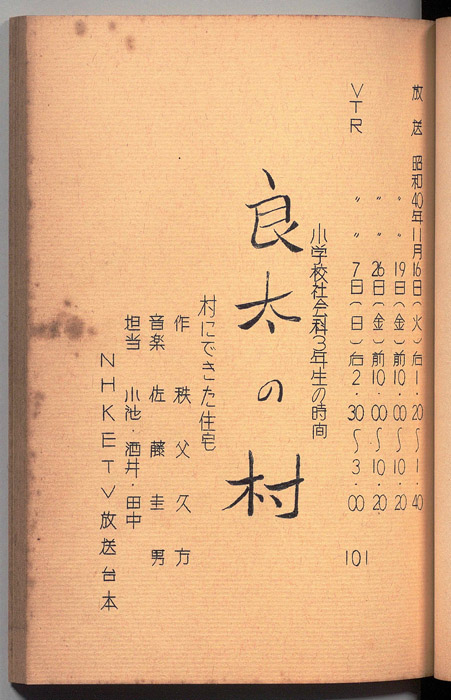 放送 昭和40年11月16日(火)后1.20〜1.40
〃 〃 19日(金)前10.00〜10.20
〃 〃 26日(金)前10.00〜10.20
VTR 〃 〃 7日(日)右2.30〜3.00 101
小学校社会科3年生の時間
良太の村
村にできた住宅
作 秩父久方
音楽 佐藤圭男
担当 小池・酒井・田中
NHKETV放送台本